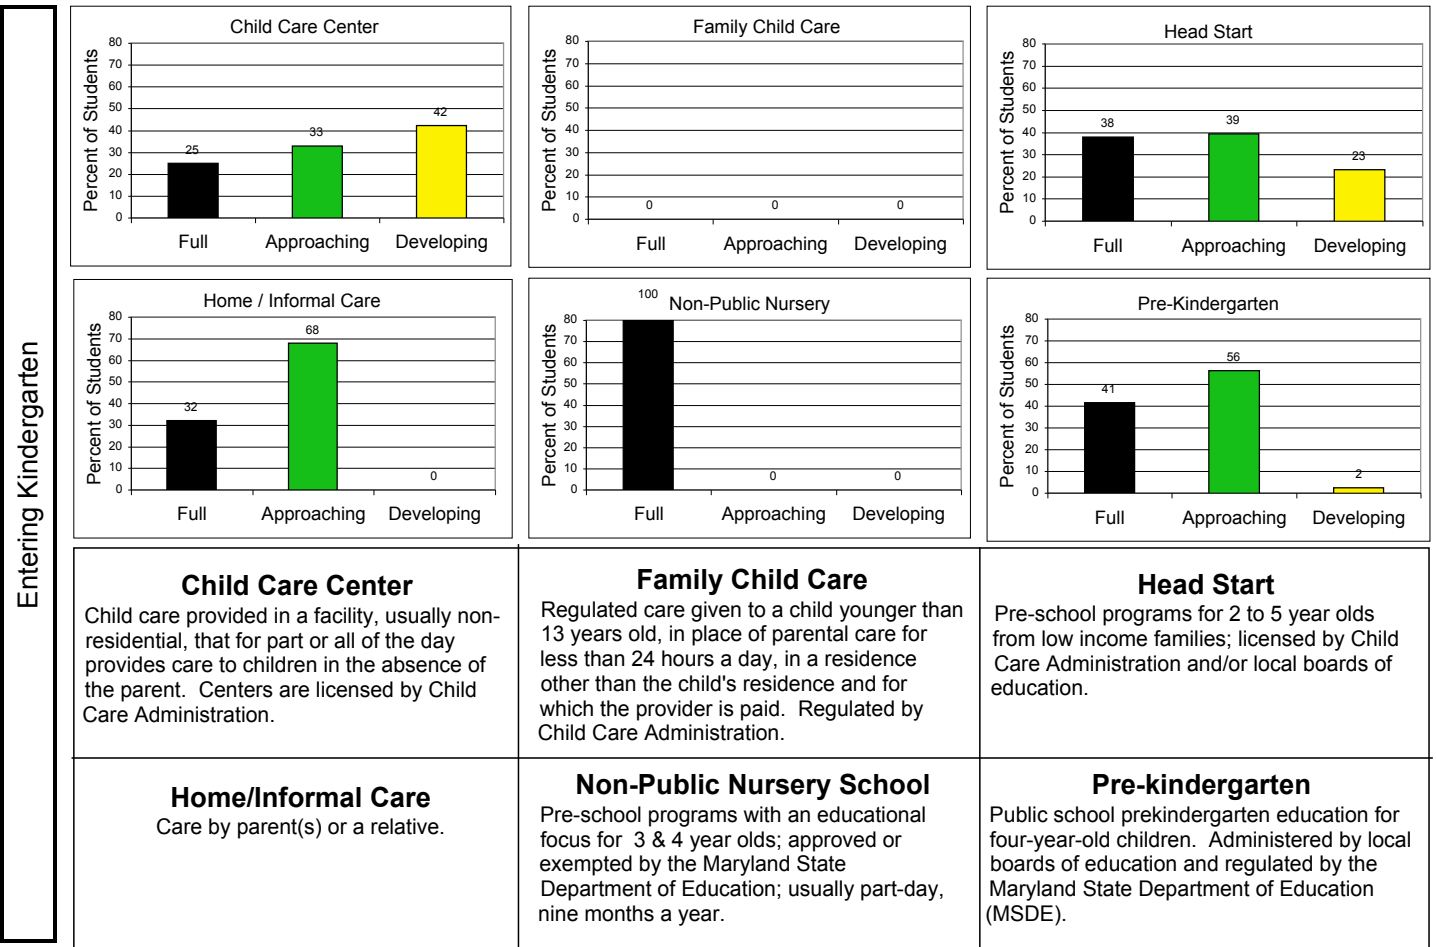 Entering Kindergarten
Child Care Center
Percent of Students
80
70
60
50
40
30
20
10
0
25
33
42
Full Approaching Developing
Family Child Care
Percent of Students
80
70
60
50
40
30
20
10
0
0
0
0
Full Approaching Developing
Head Start
Percent of Students
80
70
60
50
40
30
20
10
0
38
39
23
Full Approaching Developing
Home / Informal Care
Percent of Students
80
70
60
50
40
30
20
10
0
32
68
0
Full Approaching Developing
Non-Public Nursery
Percent of Students
80
70
60
50
40
30
20
10
0
100
0
0
Full Approaching Developing
Pre-Kindergarten
Percent of Students
80
70
60
50
40
30
20
10
0
41
56
2
Full Approaching Developing
Child Care Center
Child care provided in a facility, usually non-
residential, that for part or all of the day
provides care to children in the absence of
the parent. Centers are licensed by Child
Care Administration.
Family Child Care
Regulated care given to a child younger than
13 years old, in place of parental care for
less than 24 hours a day, in a residence
other than the child's residence and for
which the provider is paid. Regulated by
Child Care Administration.
Head Start
Pre-school programs for 2 to 5 year olds
from low income families; licensed by Child
Care Administration and/or local boards of
education.
Home/Informal Care
Care by parent(s) or a relative.
Non-Public Nursery School
Pre-school programs with an educational
focus for 3 & 4 year olds; approved or
exempted by the Maryland State
Department of Education; usually part-day,
nine months a year.
Pre-kindergarten
Public school prekindergarten education for
four-year-old children. Administered by local
boards of education and regulated by the
Maryland State Department of Education
(MSDE).